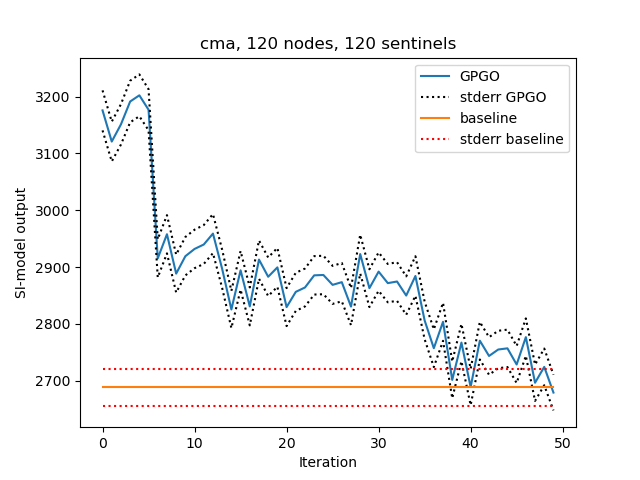 cma, 120 nodes, 120 sentinels
GPGO
stderr GPGO
baseline
stderr baseline
3200
3100
3000
2900
2800
2700
SI-model output
0 10 20 30 40 50
Iteration